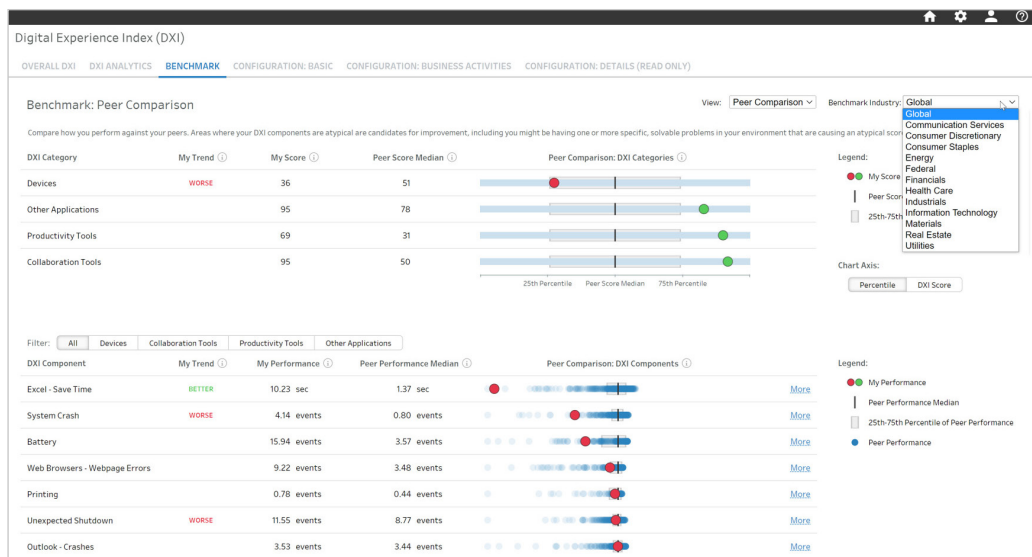 Digital Experience Index (DXI)
OVERALL DXI DXI ANALYTICS BENCHMARK CONFIGURATION: BASIC CONFIGURATION: BUSINESS ACTIVITIES CONFIGURATION: DETAILS (READ ONLY)
Benchmark: Peer Comparison
View: Peer Comparison
Benchmark Industry: Global
Global
Communication Services
Consumer Discretionary
Consumer Staples
Energy
Federal
Financials
Health Care
Industrials
Information Technology
Materials
Real Estate
Utilities
Compare how you perform against your peers. Areas where your DXI components are atypical are candidates for improvement, including you might be having one or more specific, solvable problems in your environment that are causing an atypical
DXI Category My Trend My Score Peer Score Median Peer Comparison: DXI Categories
Devices WORSE 36 51
Other Applications 95 78
Productivity Tools 69 31
Collaboration Tools 95 50
25th Percentile Peer Score Median 75th Percentile
Legend:
My Score
Peer
25th-75th
Chart Axis:
Percentile DXI Score
Filter: All Devices Collaboration Tools Productivity Tools Other Applications
DXI Component My Trend My Performance Peer Performance Median Peer Comparison: DXI Components
Excel - Save Time BETTER 10.23 sec 1.37 sec More
System Crash WORSE 4.14 events 0.80 events More
Battery 15.94 events 3.57 events More
Web Browsers - Webpage Errors 9.22 events 3.48 events More
Printing 0.78 events 0.44 events More
Unexpected Shutdown WORSE 11.55 events 8.77 events More
Outlook - Crashes 3.53 events 3.44 events More
Legend:
My Performance
Peer Performance Median
25th-75th Percentile of Peer Performance
Peer Performance